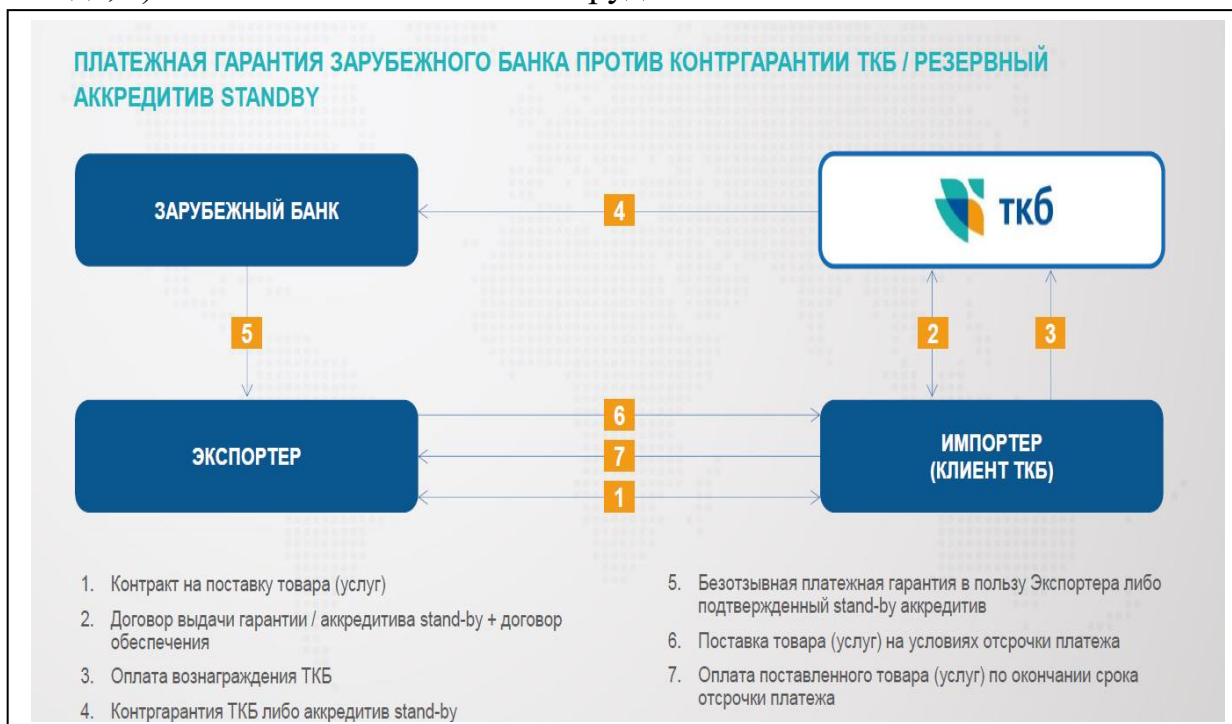 ПЛАТЕЖНАЯ ГАРАНТИЯ ЗАРУБЕЖНОГО БАНКА ПРОТИВ КОНТРГАРАНТИИ ТКБ / РЕЗЕРВНЫЙ
АККРЕДИТИВ STANDBY
ЗАРУБЕЖНЫЙ БАНК
4
ткб
5
2
3
ЭКСПОРТЕР
6
7
1
ИМПОРТЕР
(КЛИЕНТ ТКБ)
1. Контракт на поставку товара (услуг)
2. Договор выдачи гарантии / аккредитива stand-by + договор
обеспечения
3. Оплата вознаграждения ТКБ
4. Контргарантия ТКБ либо аккредитив stand-by
5. Безотзывная платежная гарантия в пользу Экспортера либо
подтвержденный stand-by аккредитив
6. Поставка товара (услуг) на условиях отсрочки платежа
7. Оплата поставленного товара (услуг) по окончании срока
отсрочки платежа